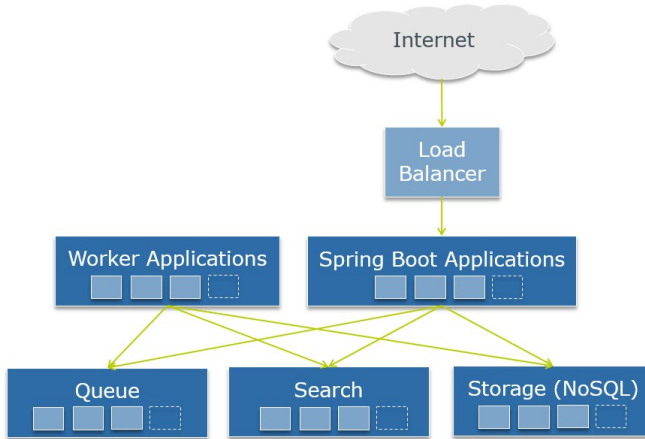 Internet
Load
Balancer
Worker Applications
Spring Boot Applications
Queue
Search
Storage (NoSQL)